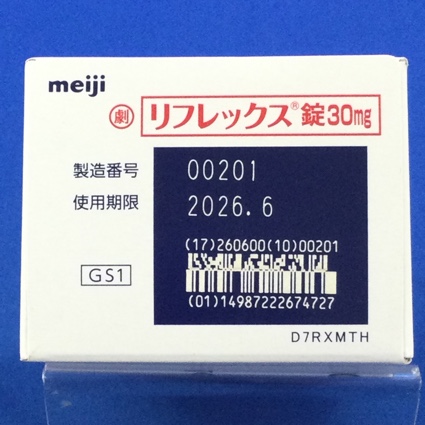 meiji
劇 リフレックス®錠30mg
製造番号 00201
使用期限 2026.6
(17)260600(10)00201
GS1
(01)14987222674727
D7RXMTH